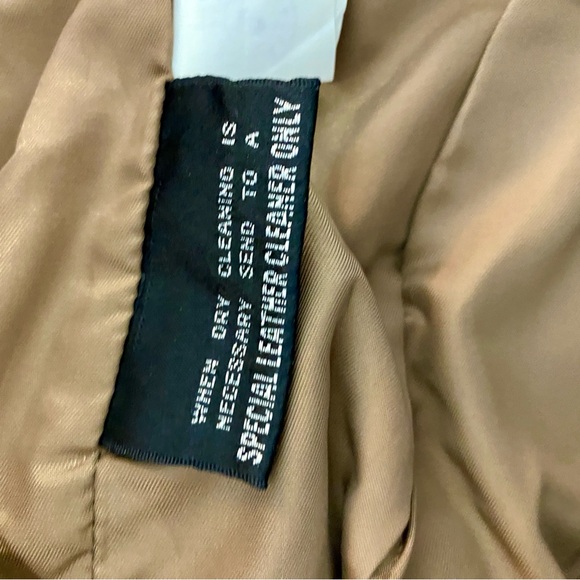 WHEN DRY CLEANING IS
NECESSARY SEND TO A
SPECIAL LEATHER CLEANER ONLY